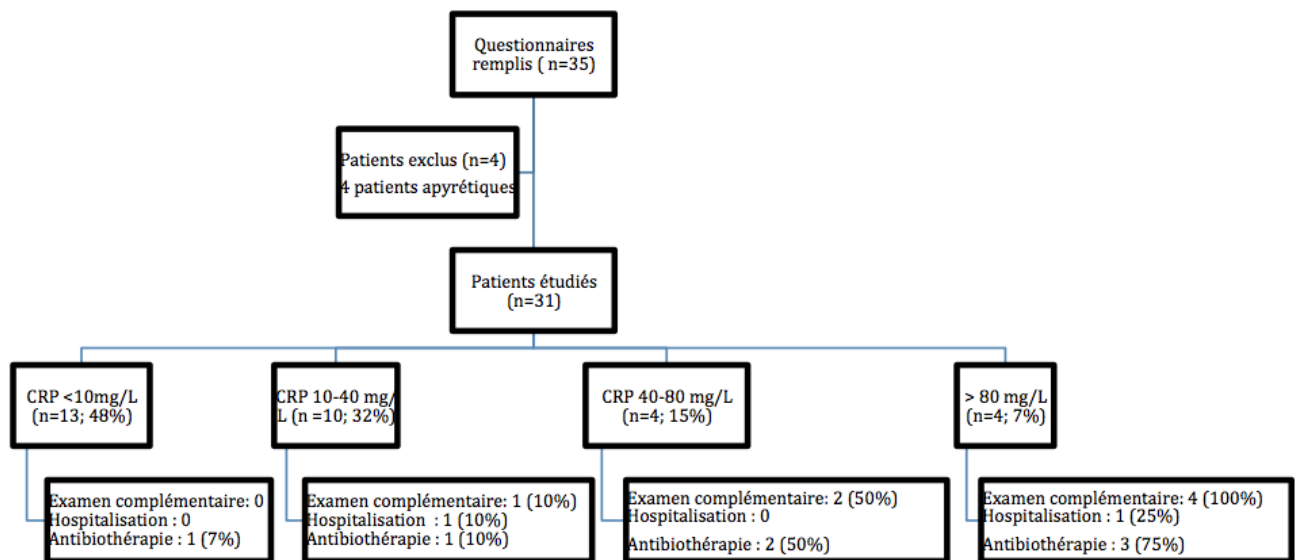 Questionnaires
remplis ( n=35)
Patients exclus (n=4)
4 patients apyrétiques
Patients étudiés
(n=31)
CRP <10mg/L
(n=13; 48%)
CRP 10-40 mg/
L (n =10; 32%)
CRP 40-80 mg/L
(n=4; 15%)
> 80 mg/L
(n=4; 7%)
Examen complémentaire: 0
Hospitalisation : 0
Antibiothérapie : 1 (7%)
Examen complémentaire: 1 (10%)
Hospitalisation : 1 (10%)
Antibiothérapie : 1 (10%)
Examen complémentaire: 2 (50%)
Hospitalisation : 0
Antibiothérapie : 2 (50%)
Examen complémentaire: 4 (100%)
Hospitalisation : 1 (25%)
Antibiothérapie : 3 (75%)